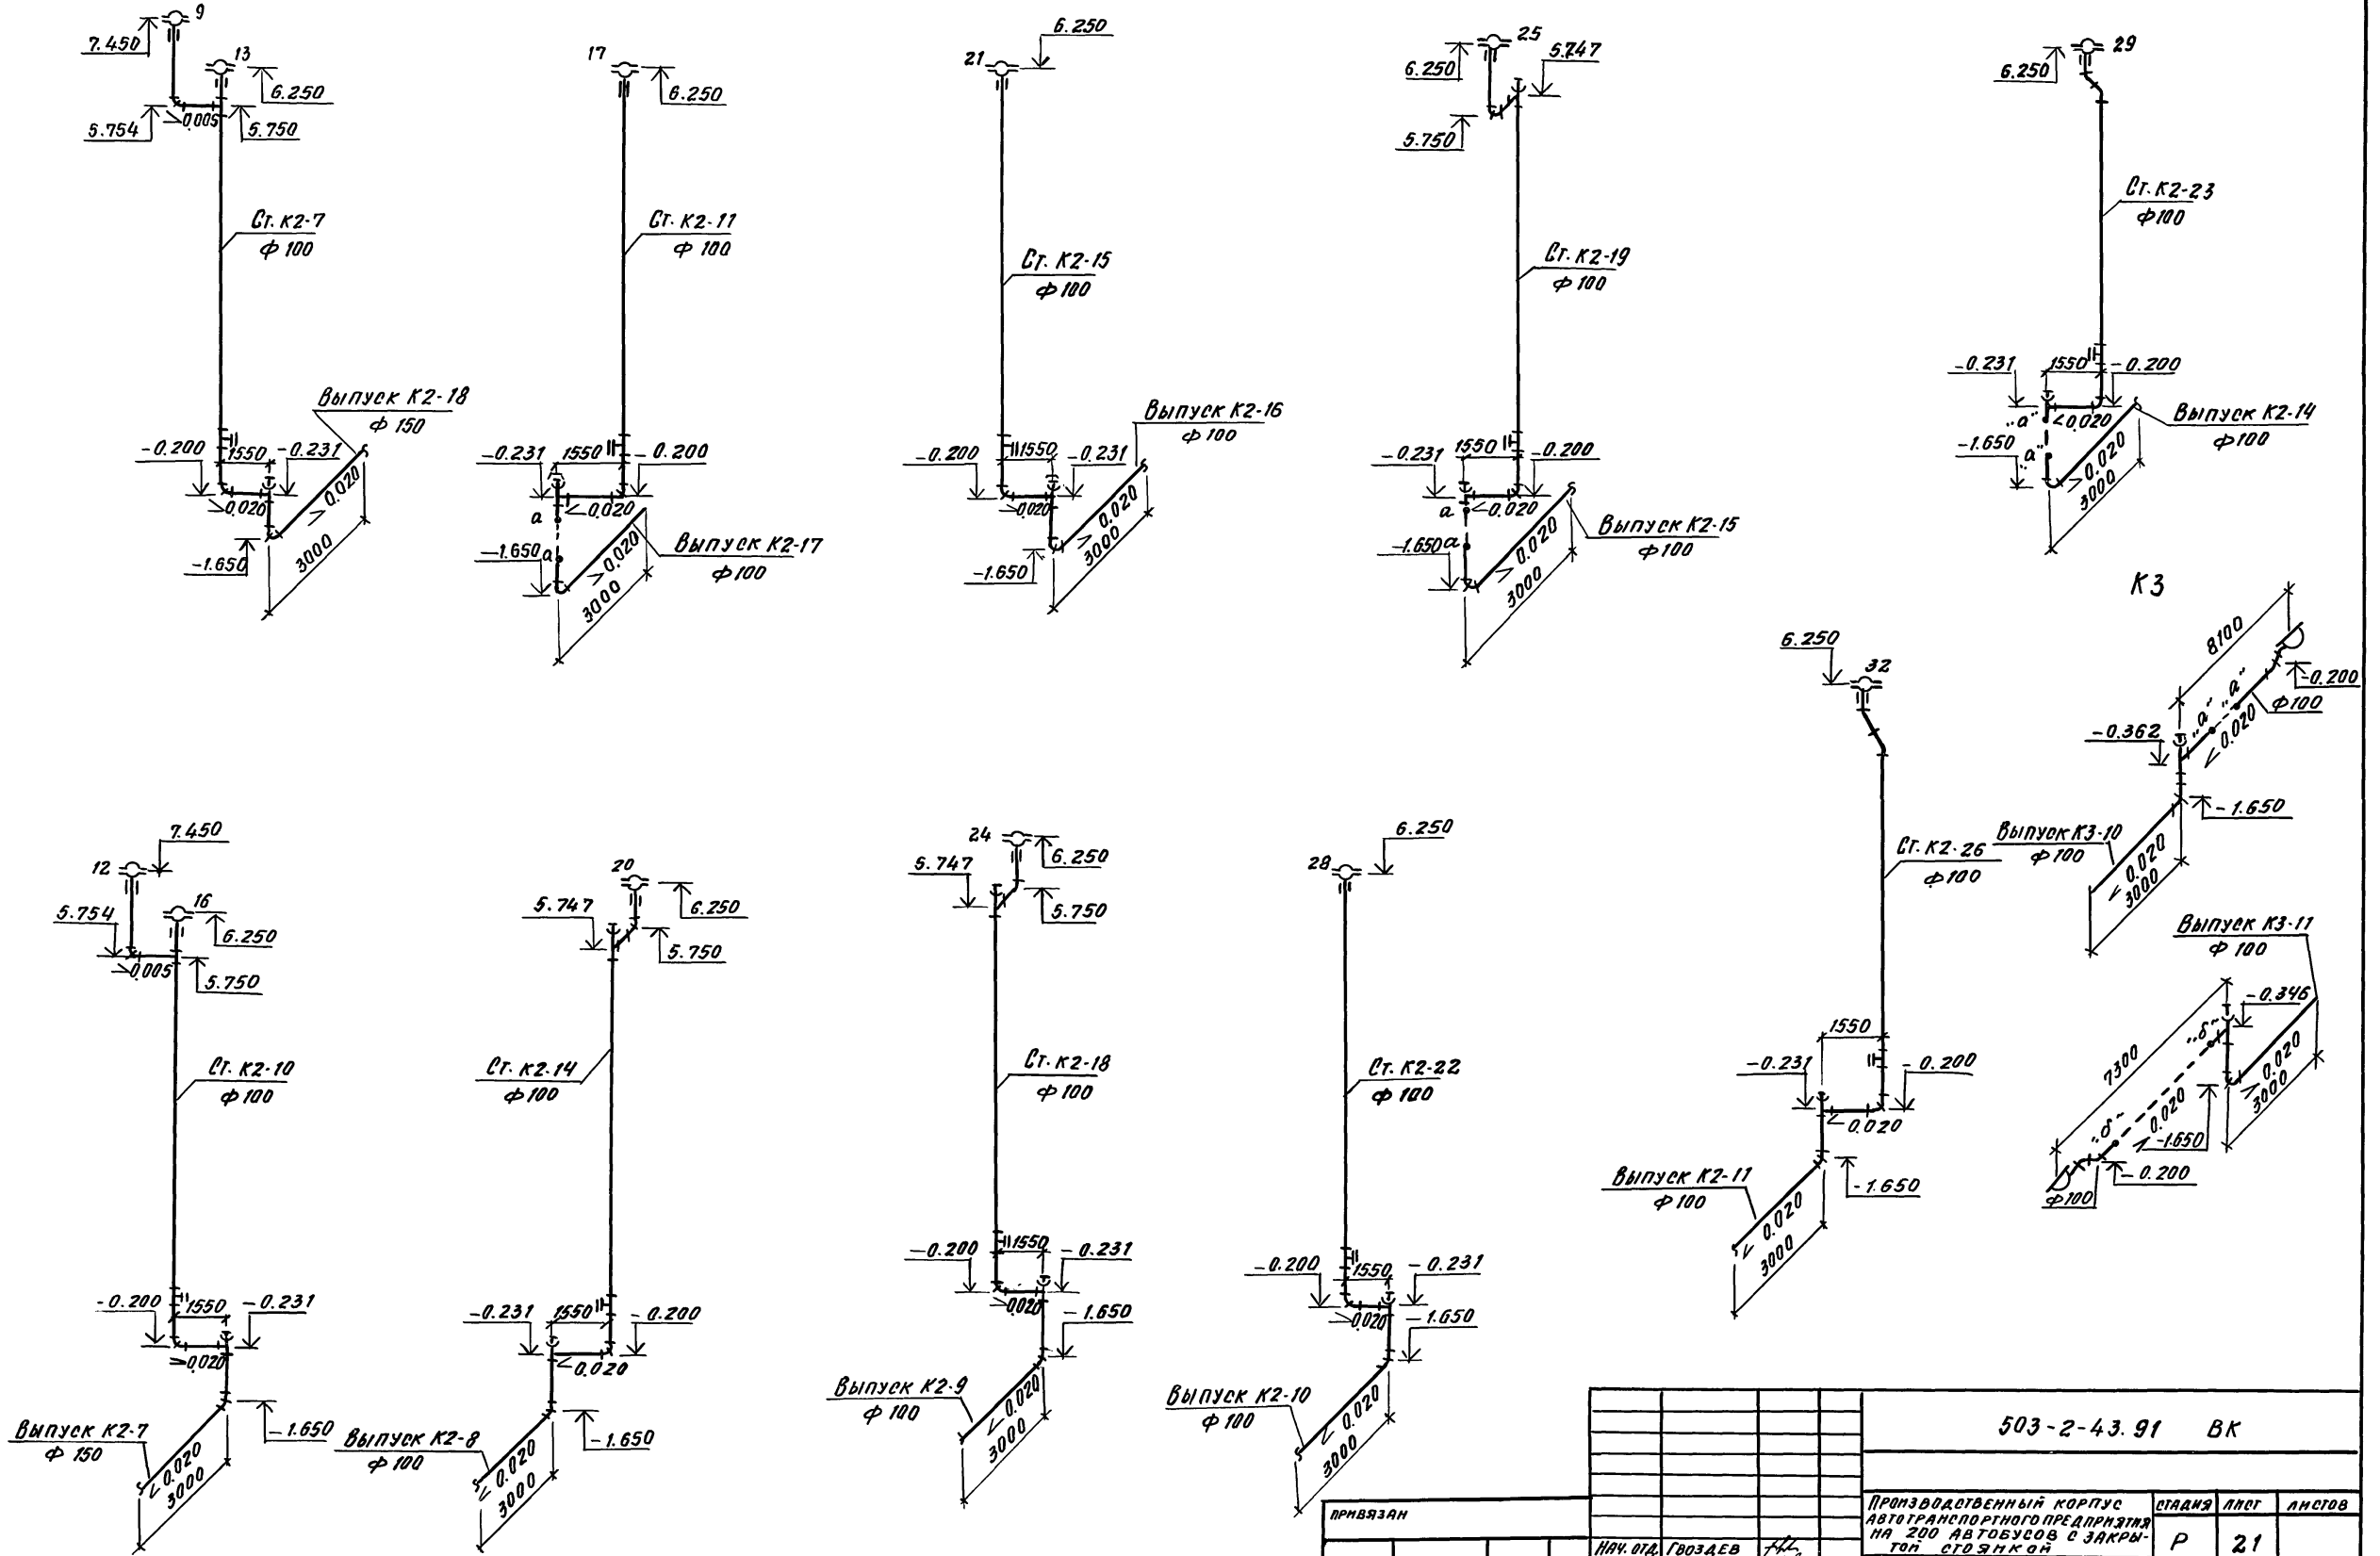 9
7.450
13
6.250
5.754
0.005
5.750
Ст. К2-7
Ф 100
Выпуск К2-18
Ф 150
-0.200
1550
-0.231
0.020
0.020
-1.650
3000
17
6.250
Ст. К2-11
Ф 100
-0.231
1550
-0.200
0.020
а
-1.650
а
0.020
3000
Выпуск К2-17
Ф100
21
6.250
Ст. К2-15
Ф100
Выпуск К2-16
Ф100
-0.200
1550
-0.231
0.020
0.020
-1.650
3000
25
6.250
5.747
5.750
Ст. К2-19
Ф100
-0.231
1550
-0.200
а
0.020
-1.650
а
0.020
3000
Выпуск К2-15
Ф100
29
6.250
Ст. К2-23
Ф100
-0.231
1550
-0.200
„а"
0.020
-1.650
„а"
0.020
3000
Выпуск К2-14
Ф100
К3
8100
-0.200
„а"
„а"
Ф100
0.020
-0.362
-1.650
Выпуск К3-10
Ф100
0.020
3000
32
6.250
Ст. К2-26
Ф100
1550
-0.231
-0.200
0.020
Выпуск К2-11
Ф100
-1.650
0.020
3000
Выпуск К3-11
Ф 100
-0.346
„б"
7300
0.020
3000
„б"
0.020
-1.650
-0.200
Ф100
12
7.450
16
5.754
6.250
0.005
5.750
Ст. К2-10
Ф100
-0.200
1550
-0.231
0.020
Выпуск К2-7
Ф 150
-1.650
0.020
3000
20
5.747
6.250
5.750
Ст. К2-14
Ф100
-0.231
1550
-0.200
0.020
Выпуск К2-8
Ф 100
-1.650
0.020
3000
24
5.747
6.250
5.750
Ст. К2-18
Ф100
-0.200
1550
-0.231
0.020
-1.650
Выпуск К2-9
Ф 100
0.020
3000
28
6.250
Ст. К2-22
Ф100
-0.200
1550
-0.231
0.020
-1.650
Выпуск К2-10
Ф 100
0.020
3000
503-2-43.91 ВК
Привязан
Нач. отд. Гвоздев
Производственный корпус
автотранспортного предприятия
на 200 автобусов с закры-
той стоянкой
стадия лист листов
Р 21